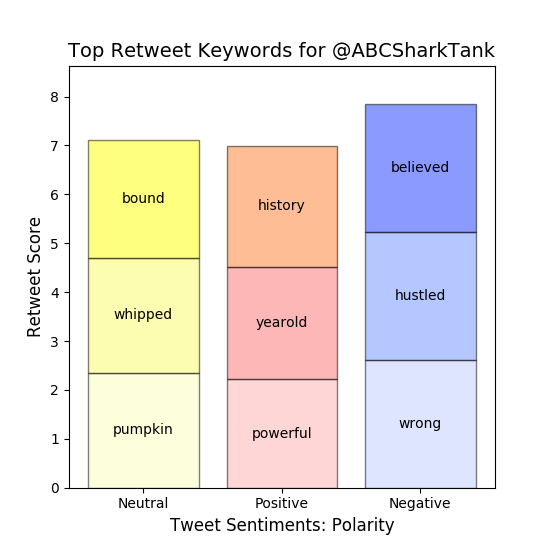 Top Retweet Keywords for @ABCSharkTank
Retweet Score
8
7
6
5
4
3
2
1
0
bound
whipped
pumpkin
history
yearold
powerful
believed
hustled
wrong
Neutral Positive Negative
Tweet Sentiments: Polarity